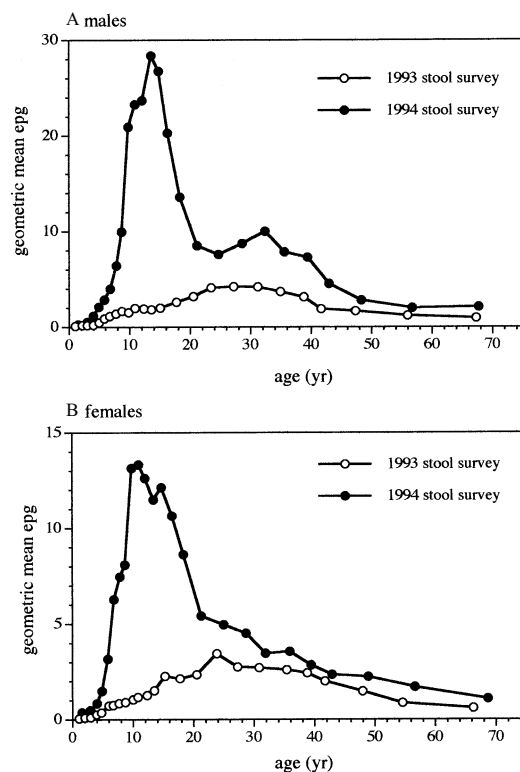 A males
30
20
10
0
geometric mean epg
1993 stool survey
1994 stool survey
0 10 20 30 40 50 60 70
age (yr)
B females
15
10
5
0
geometric mean epg
1993 stool survey
1994 stool survey
0 10 20 30 40 50 60 70
age (yr)